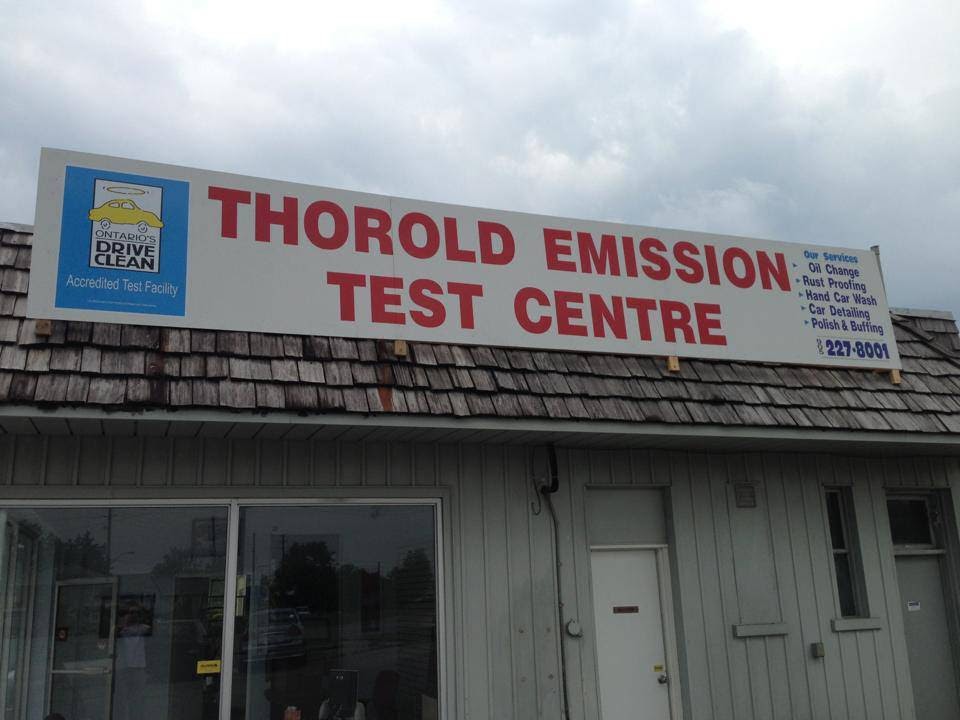 ONTARIO'S
DRIVE
CLEAN
Accredited Test Facility
THOROLD EMISSION
TEST CENTRE
Our Services
Oil Change
Rust Proofing
Hand Car Wash
Car Detailing
Polish & Buffing
905 227-8001